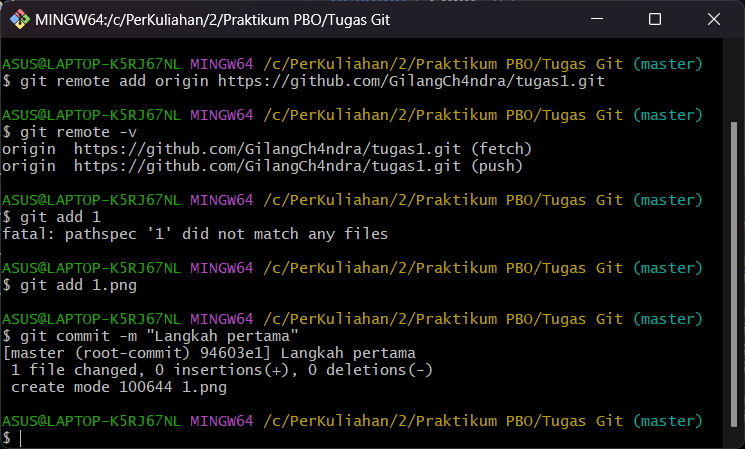 MINGW64:/c/PerKuliahan/2/Praktikum PBO/Tugas Git
ASUS@LAPTOP-K5RJ67NL MINGW64 /c/PerKuliahan/2/Praktikum PBO/Tugas Git (master)
$ git remote add origin https://github.com/GilangCh4ndra/tugas1.git
ASUS@LAPTOP-K5RJ67NL MINGW64 /c/PerKuliahan/2/Praktikum PBO/Tugas Git (master)
$ git remote -v
origin  https://github.com/GilangCh4ndra/tugas1.git (fetch)
origin  https://github.com/GilangCh4ndra/tugas1.git (push)
ASUS@LAPTOP-K5RJ67NL MINGW64 /c/PerKuliahan/2/Praktikum PBO/Tugas Git (master)
$ git add 1
fatal: pathspec '1' did not match any files
ASUS@LAPTOP-K5RJ67NL MINGW64 /c/PerKuliahan/2/Praktikum PBO/Tugas Git (master)
$ git add 1.png
ASUS@LAPTOP-K5RJ67NL MINGW64 /c/PerKuliahan/2/Praktikum PBO/Tugas Git (master)
$ git commit -m "Langkah pertama"
[master (root-commit) 94603e1] Langkah pertama
 1 file changed, 0 insertions(+), 0 deletions(-)
 create mode 100644 1.png
ASUS@LAPTOP-K5RJ67NL MINGW64 /c/PerKuliahan/2/Praktikum PBO/Tugas Git (master)
$